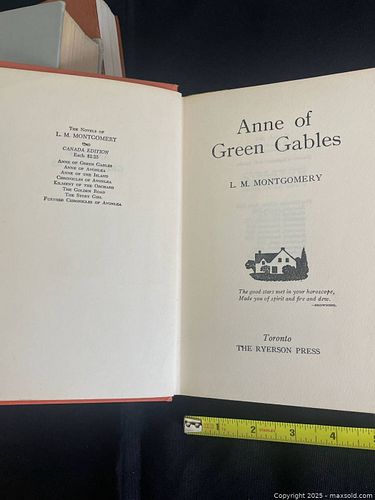 THE NOVELS OF
L. M. MONTGOMERY
CANADA EDITION
Each $2.25
ANNE OF GREEN GABLES
ANNE OF AVONLEA
ANNE OF THE ISLAND
CHRONICLES OF AVONLEA
KILMENY OF THE ORCHARD
THE GOLDEN ROAD
THE STORY GIRL
FURTHER CHRONICLES OF AVONLEA
Anne of
Green Gables
L. M. MONTGOMERY
The good stars met in your horoscope,
Made you of spirit and fire and dew.
—BROWNING.
Toronto
THE RYERSON PRESS
1 2 3 4
Copyright 2025 - maxsold.com